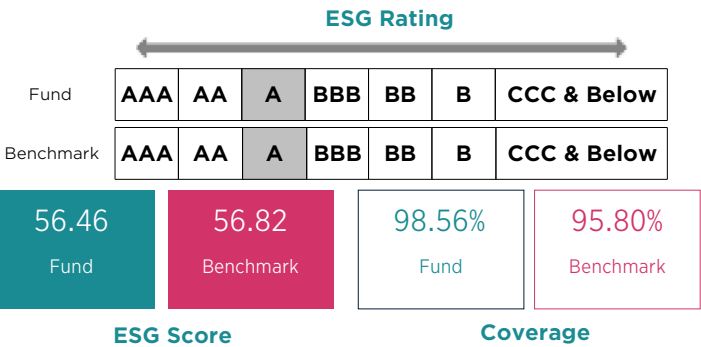 ESG Rating
Fund AAA AA A BBB BB B CCC & Below
Benchmark AAA AA A BBB BB B CCC & Below
56.46 56.82 98.56% 95.80%
Fund Benchmark Fund Benchmark
ESG Score Coverage